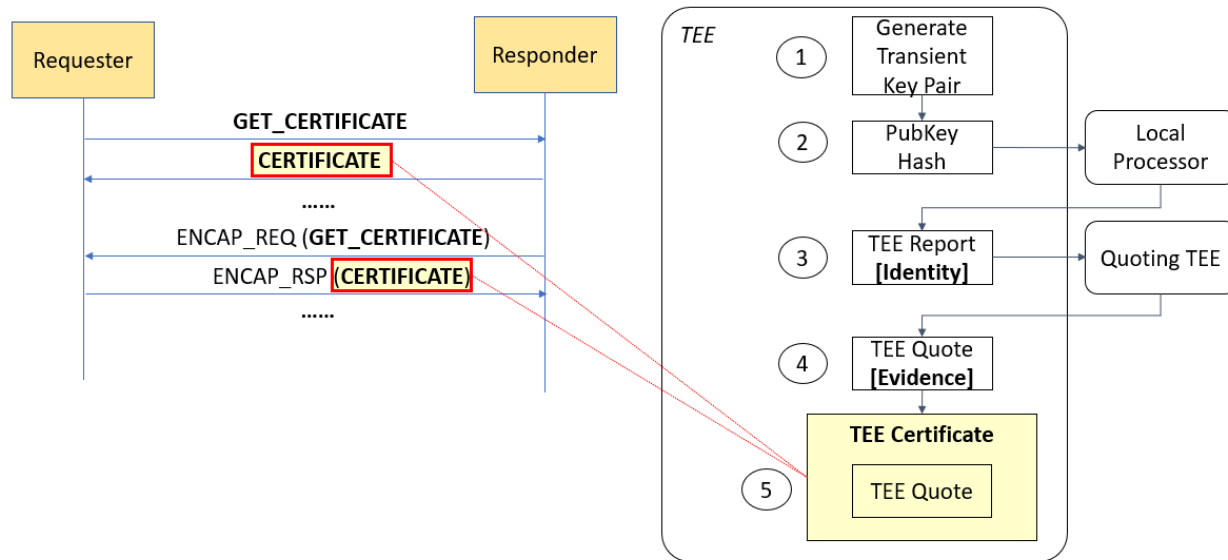 Requester
Responder
GET_CERTIFICATE
CERTIFICATE
......
ENCAP_REQ (GET_CERTIFICATE)
ENCAP_RSP (CERTIFICATE)
......
TEE
1
Generate
Transient
Key Pair
2
PubKey
Hash
Local
Processor
3
TEE Report
[Identity]
Quoting TEE
4
TEE Quote
[Evidence]
TEE Certificate
5
TEE Quote